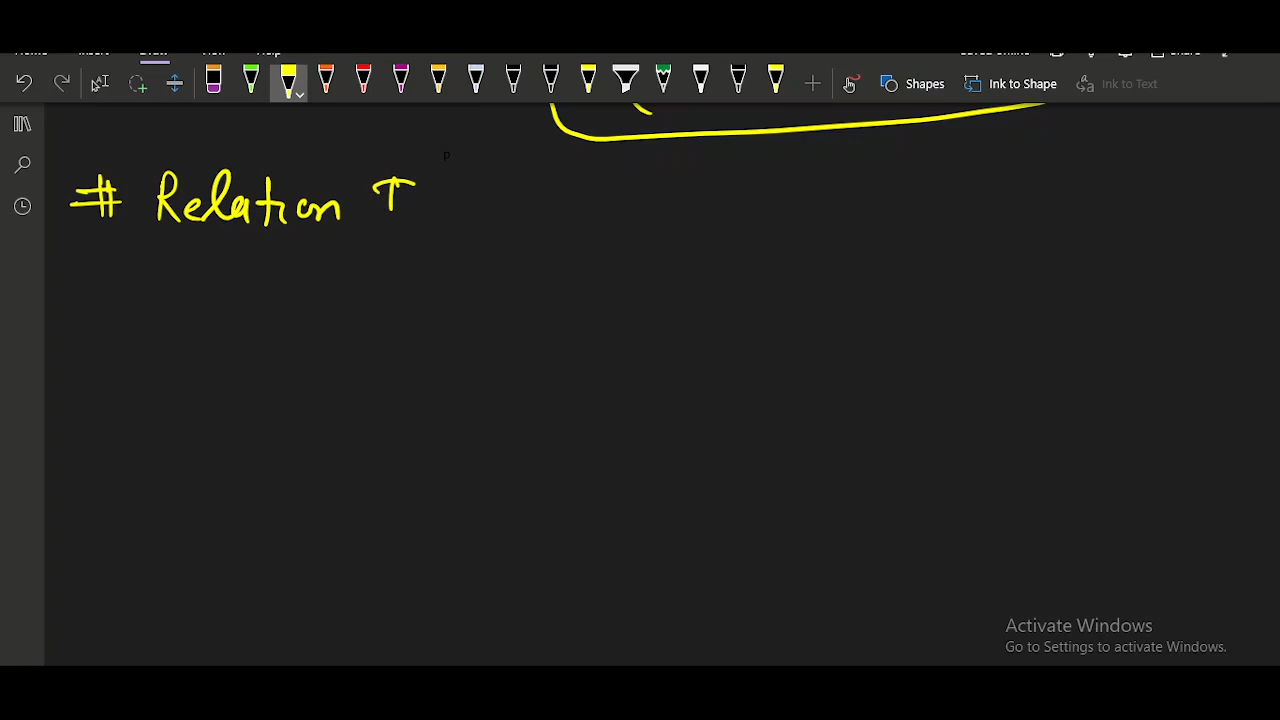 Shapes Ink to Shape Ink to Text
p
# Relation T
Activate Windows
Go to Settings to activate Windows.